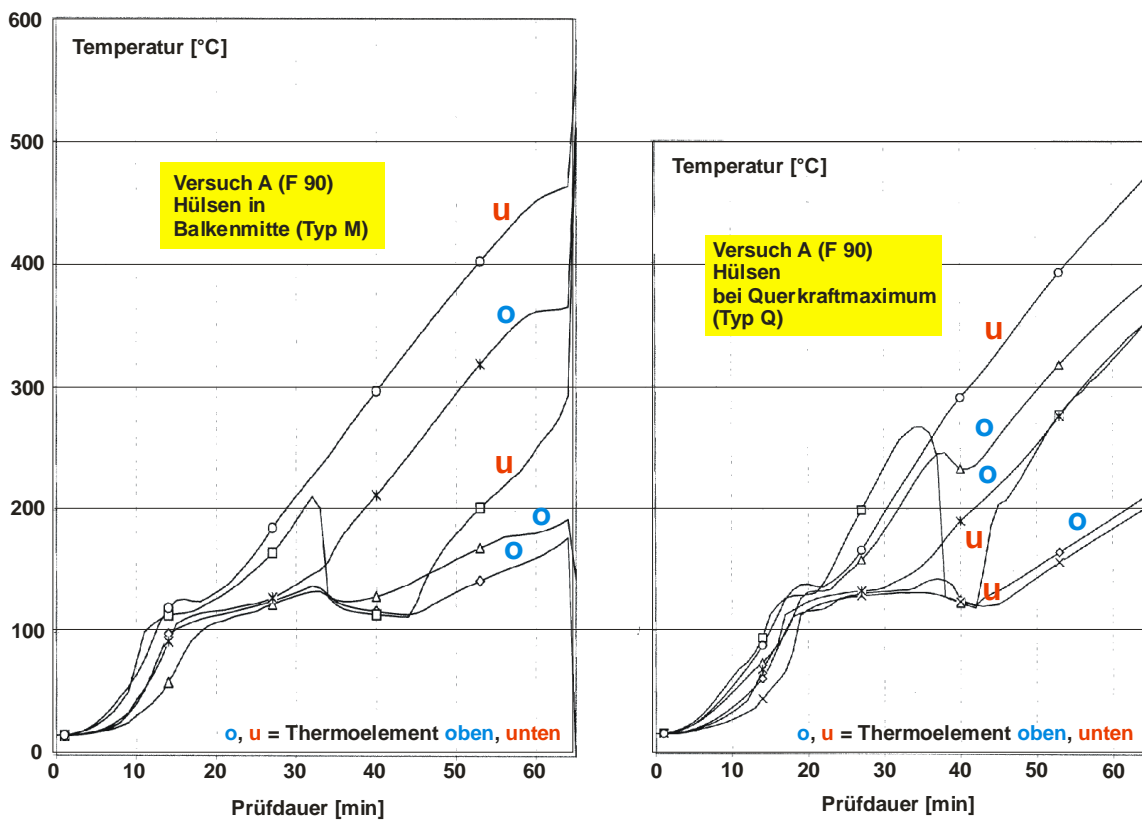 600
Temperatur [°C]
500
Versuch A (F 90)
Hülsen in
Balkenmitte (Typ M)
u
400
o
300
u
200
o
o
100
o, u = Thermoelement oben, unten
0
0 10 20 30 40 50 60
Prüfdauer [min]
Temperatur [°C]
Versuch A (F 90)
Hülsen
bei Querkraftmaximum
(Typ Q)
u
o
o
u
o
u
o, u = Thermoelement oben, unten
0 10 20 30 40 50 60
Prüfdauer [min]